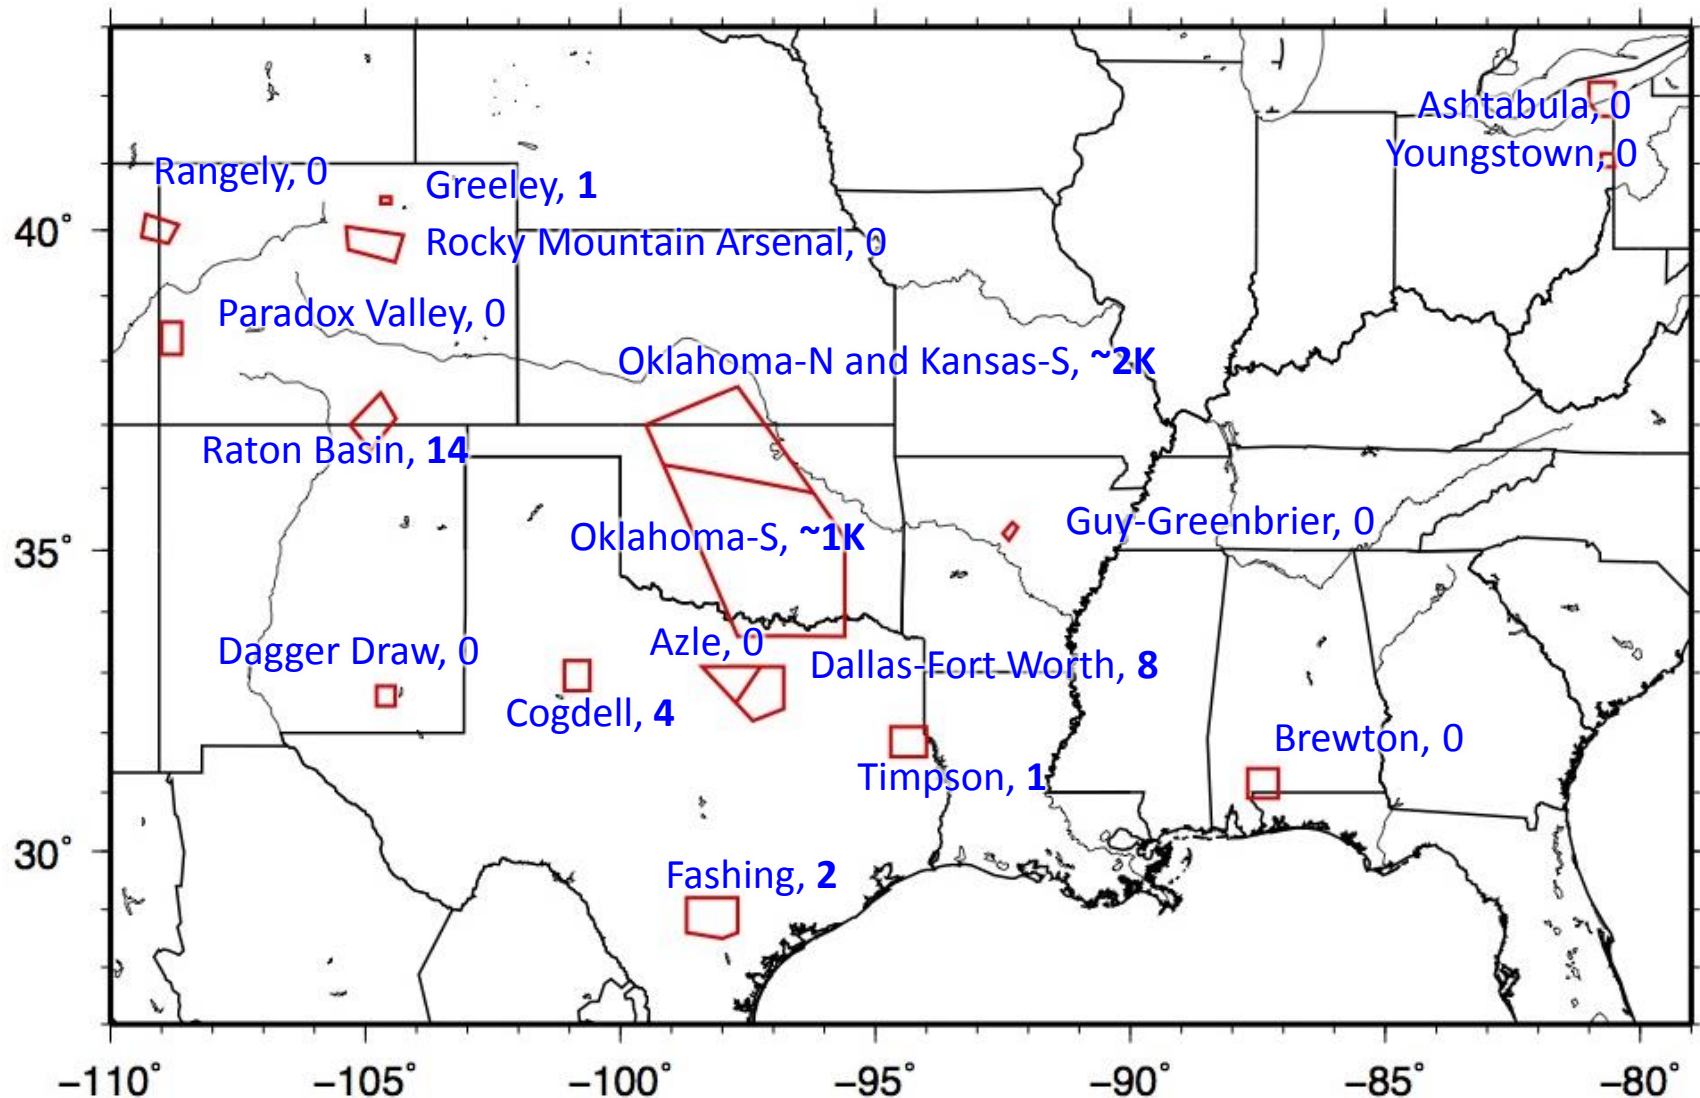 Ashtabula, 0
Youngstown, 0
Rangely, 0
Greeley, 1
40°
Rocky Mountain Arsenal, 0
Paradox Valley, 0
Oklahoma-N and Kansas-S, ~2K
Raton Basin, 14
Guy-Greenbrier, 0
Oklahoma-S, ~1K
35°
Azle, 0
Dagger Draw, 0
Dallas-Fort Worth, 8
Cogdell, 4
Brewton, 0
Timpson, 1
30°
Fashing, 2
−110° −105° −100° −95° −90° −85° −80°